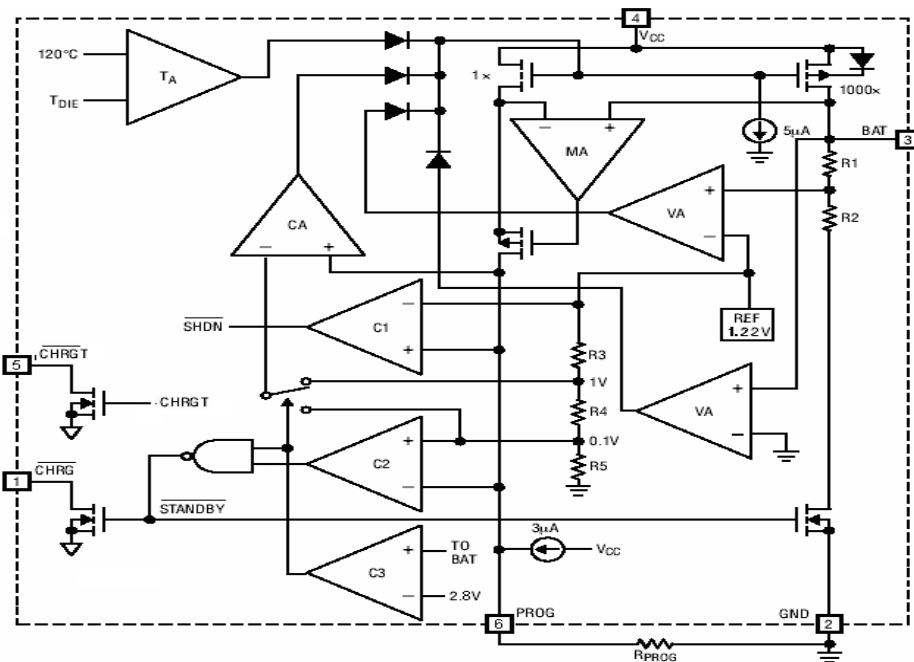 4
VCC
120°C
TA
TDIE
1×
1000×
5µA
BAT
3
– +
MA
R1
CA
– +
VA
+
–
R2
REF
1.22V
SHDN
C1
–
+
R3
5
CHRGT
CHRGT
1V
R4
VA
+
–
0.1V
C2
+
–
R5
1
CHRG
STANDBY
3µA
VCC
C3
+
–
TO
BAT
2.8V
PROG
6
GND
2
RPROG